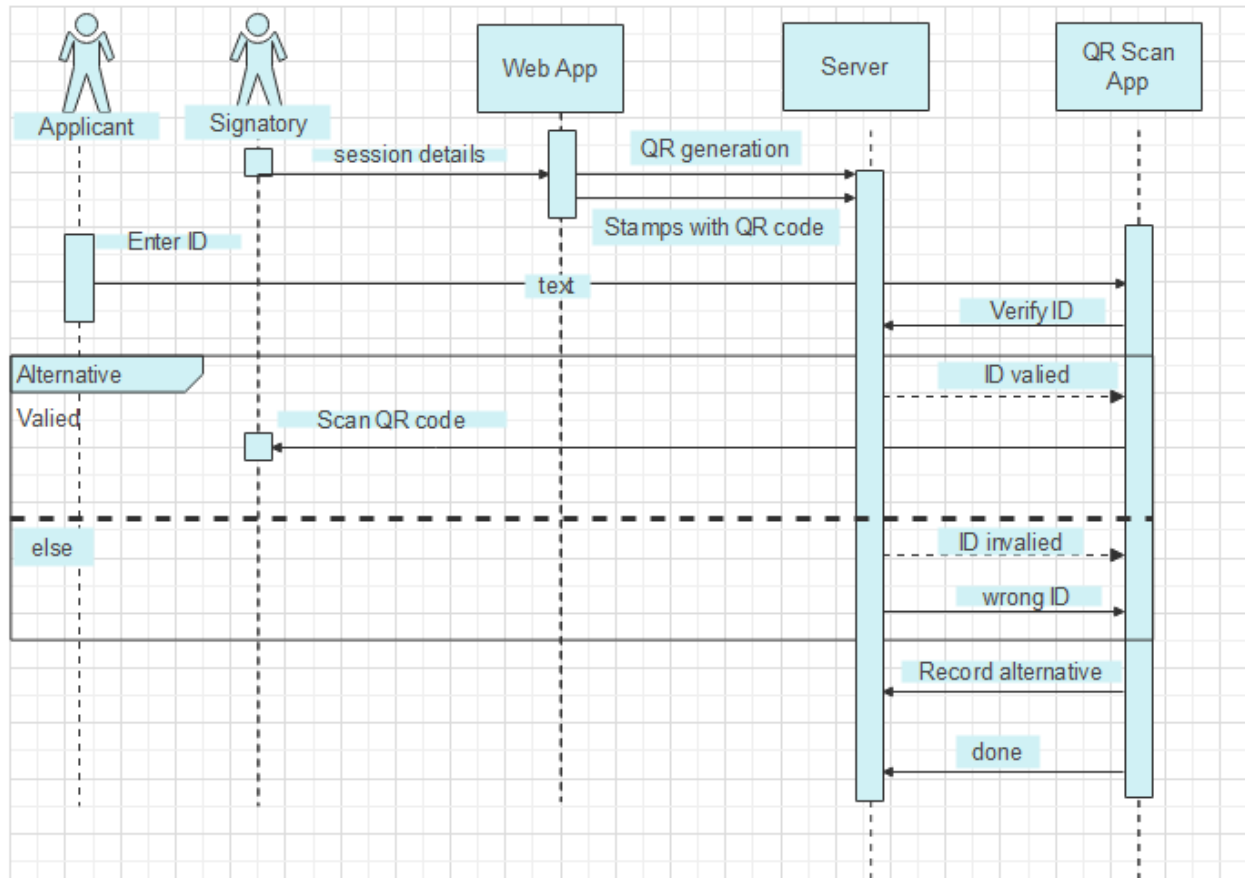 Applicant
Signatory
Web App
Server
QR Scan
App
session details
QR generation
Stamps with QR code
Enter ID
text
Verify ID
Alternative
ID valied
Valied
Scan QR code
else
ID invalied
wrong ID
Record alternative
done